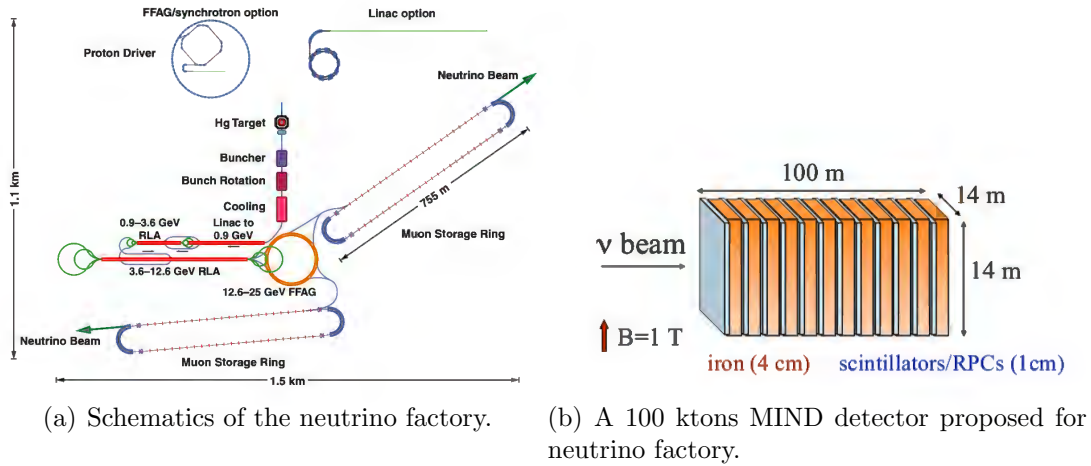 FFAG/synchrotron option
Linac option
Proton Driver
Neutrino Beam
Hg Target
Buncher
Bunch Rotation
Cooling
1.1 km
755 m
0.9–3.6 GeV
RLA
Linac to
0.9 GeV
Muon Storage Ring
3.6–12.6 GeV RLA
12.6–25 GeV FFAG
Neutrino Beam
Muon Storage Ring
1.5 km
(a) Schematics of the neutrino factory.
100 m
14 m
ν beam
14 m
B=1 T
iron (4 cm) scintillators/RPCs (1cm)
(b) A 100 ktons MIND detector proposed for
neutrino factory.